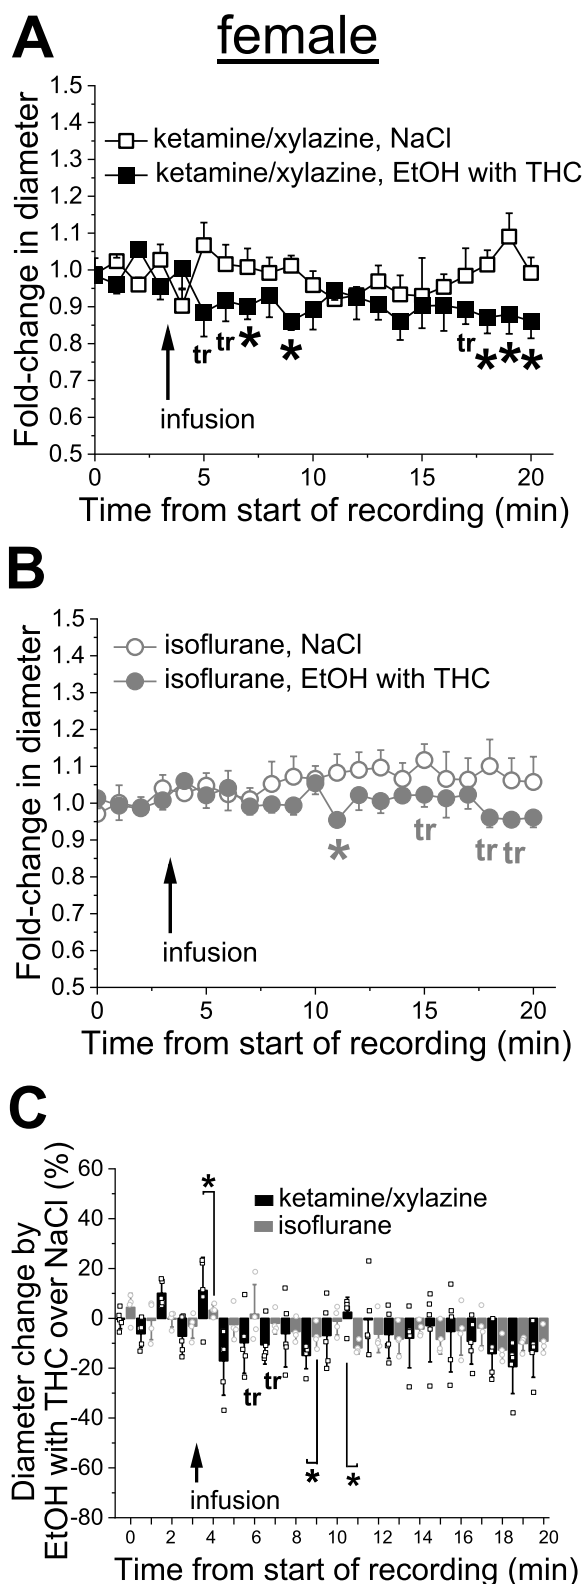 A
female
1.5
1.4
1.3
1.2
1.1
1.0
0.9
0.8
0.7
0.6
0.5
Fold-change in diameter
ketamine/xylazine, NaCl
ketamine/xylazine, EtOH with THC
tr tr * * tr * * *
infusion
0 5 10 15 20
Time from start of recording (min)
B
1.5
1.4
1.3
1.2
1.1
1.0
0.9
0.8
0.7
0.6
0.5
Fold-change in diameter
isoflurane, NaCl
isoflurane, EtOH with THC
* tr tr tr
infusion
0 5 10 15 20
Time from start of recording (min)
C
60
40
20
0
-20
-40
-60
-80
Diameter change by
EtOH with THC over NaCl (%)
*
ketamine/xylazine
isoflurane
tr tr
* *
infusion
0 2 4 6 8 10 12 14 16 18 20
Time from start of recording (min)